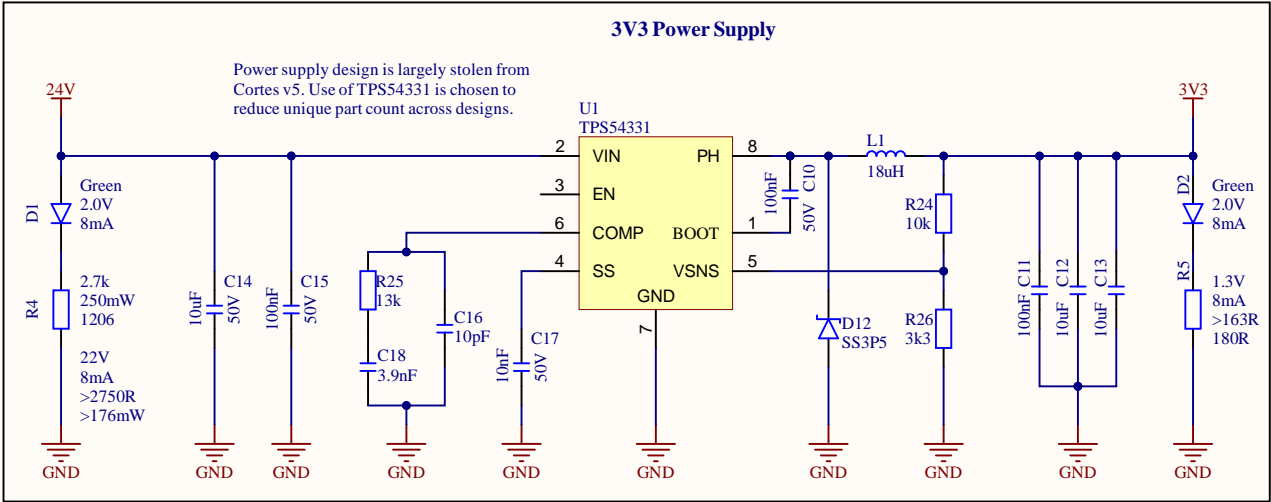 3V3 Power Supply
Power supply design is largely stolen from
Cortes v5. Use of TPS54331 is chosen to
reduce unique part count across designs.
24V
3V3
U1
TPS54331
2
VIN
PH
8
3
EN
6
COMP
BOOT
1
4
SS
VSNS
5
GND
7
D1
Green
2.0V
8mA
R4
2.7k
250mW
1206
22V
8mA
>2750R
>176mW
10uF
C14
50V
100nF
C15
50V
R25
13k
C16
10pF
C18
3.9nF
10nF
C17
50V
100nF
C10
50V
L1
18uH
D12
SS3P5
R24
10k
R26
3k3
100nF
C11
10uF
C12
10uF
C13
D2
Green
2.0V
8mA
R5
1.3V
8mA
>163R
180R
GND
GND
GND
GND
GND
GND
GND
GND
GND
GND